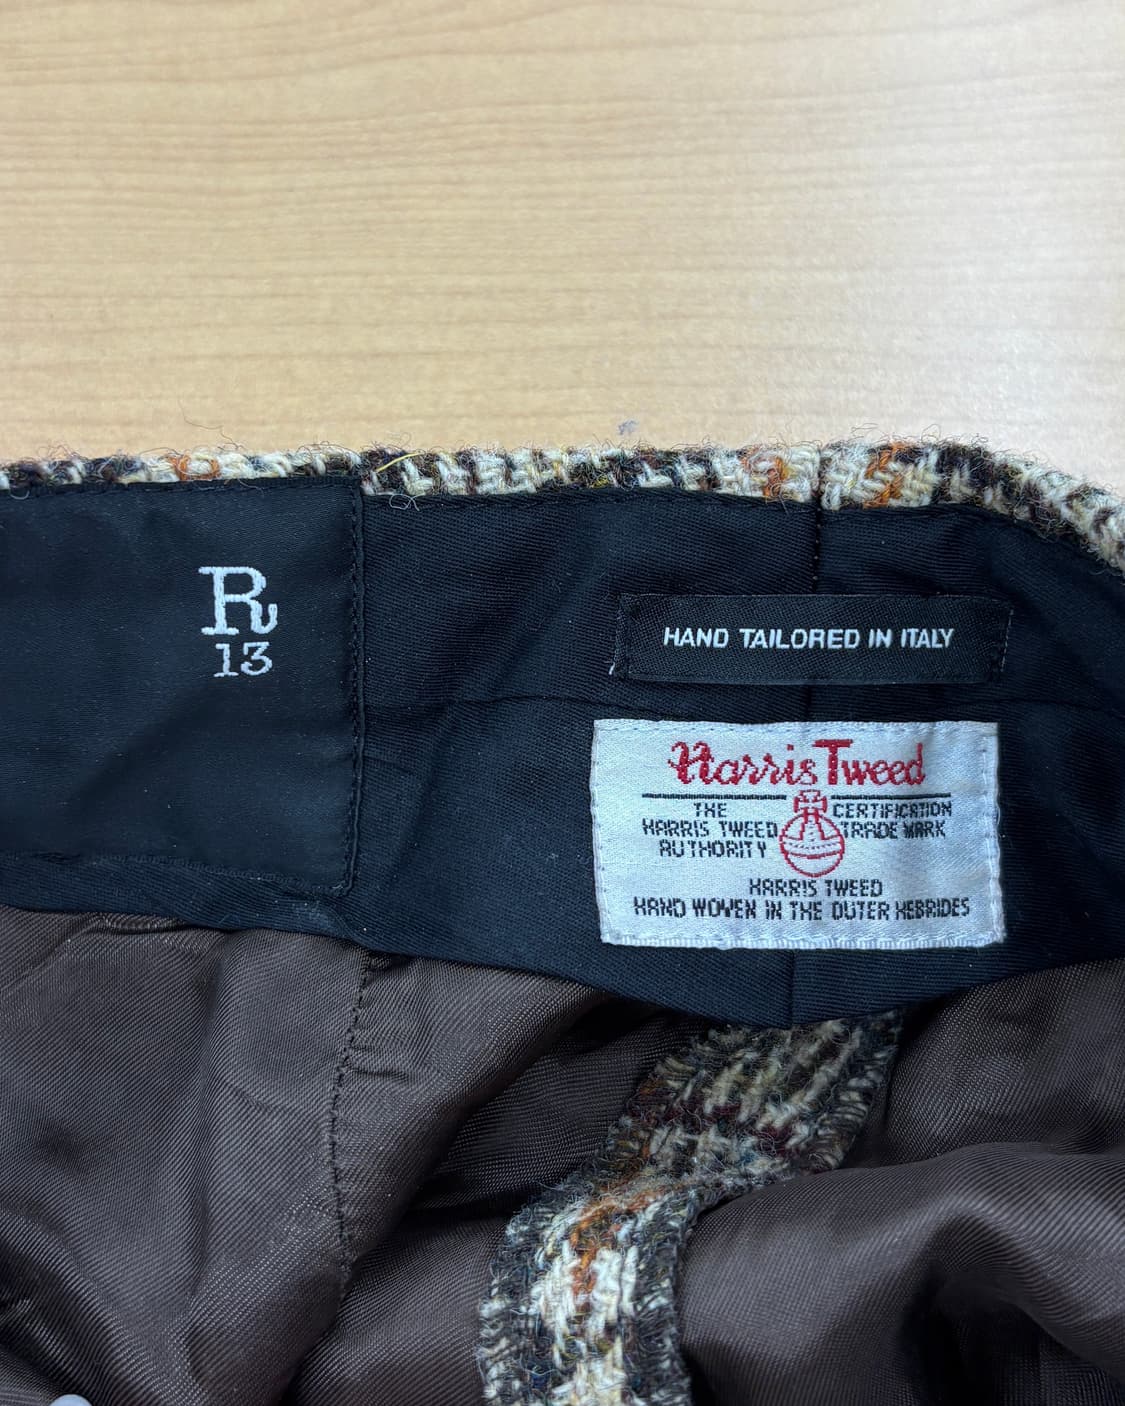 R
13
HAND TAILORED IN ITALY
Harris Tweed
THE HARRIS TWEED AUTHORITY
CERTIFICATION TRADE MARK
HARRIS TWEED
HAND WOVEN IN THE OUTER HEBRIDES